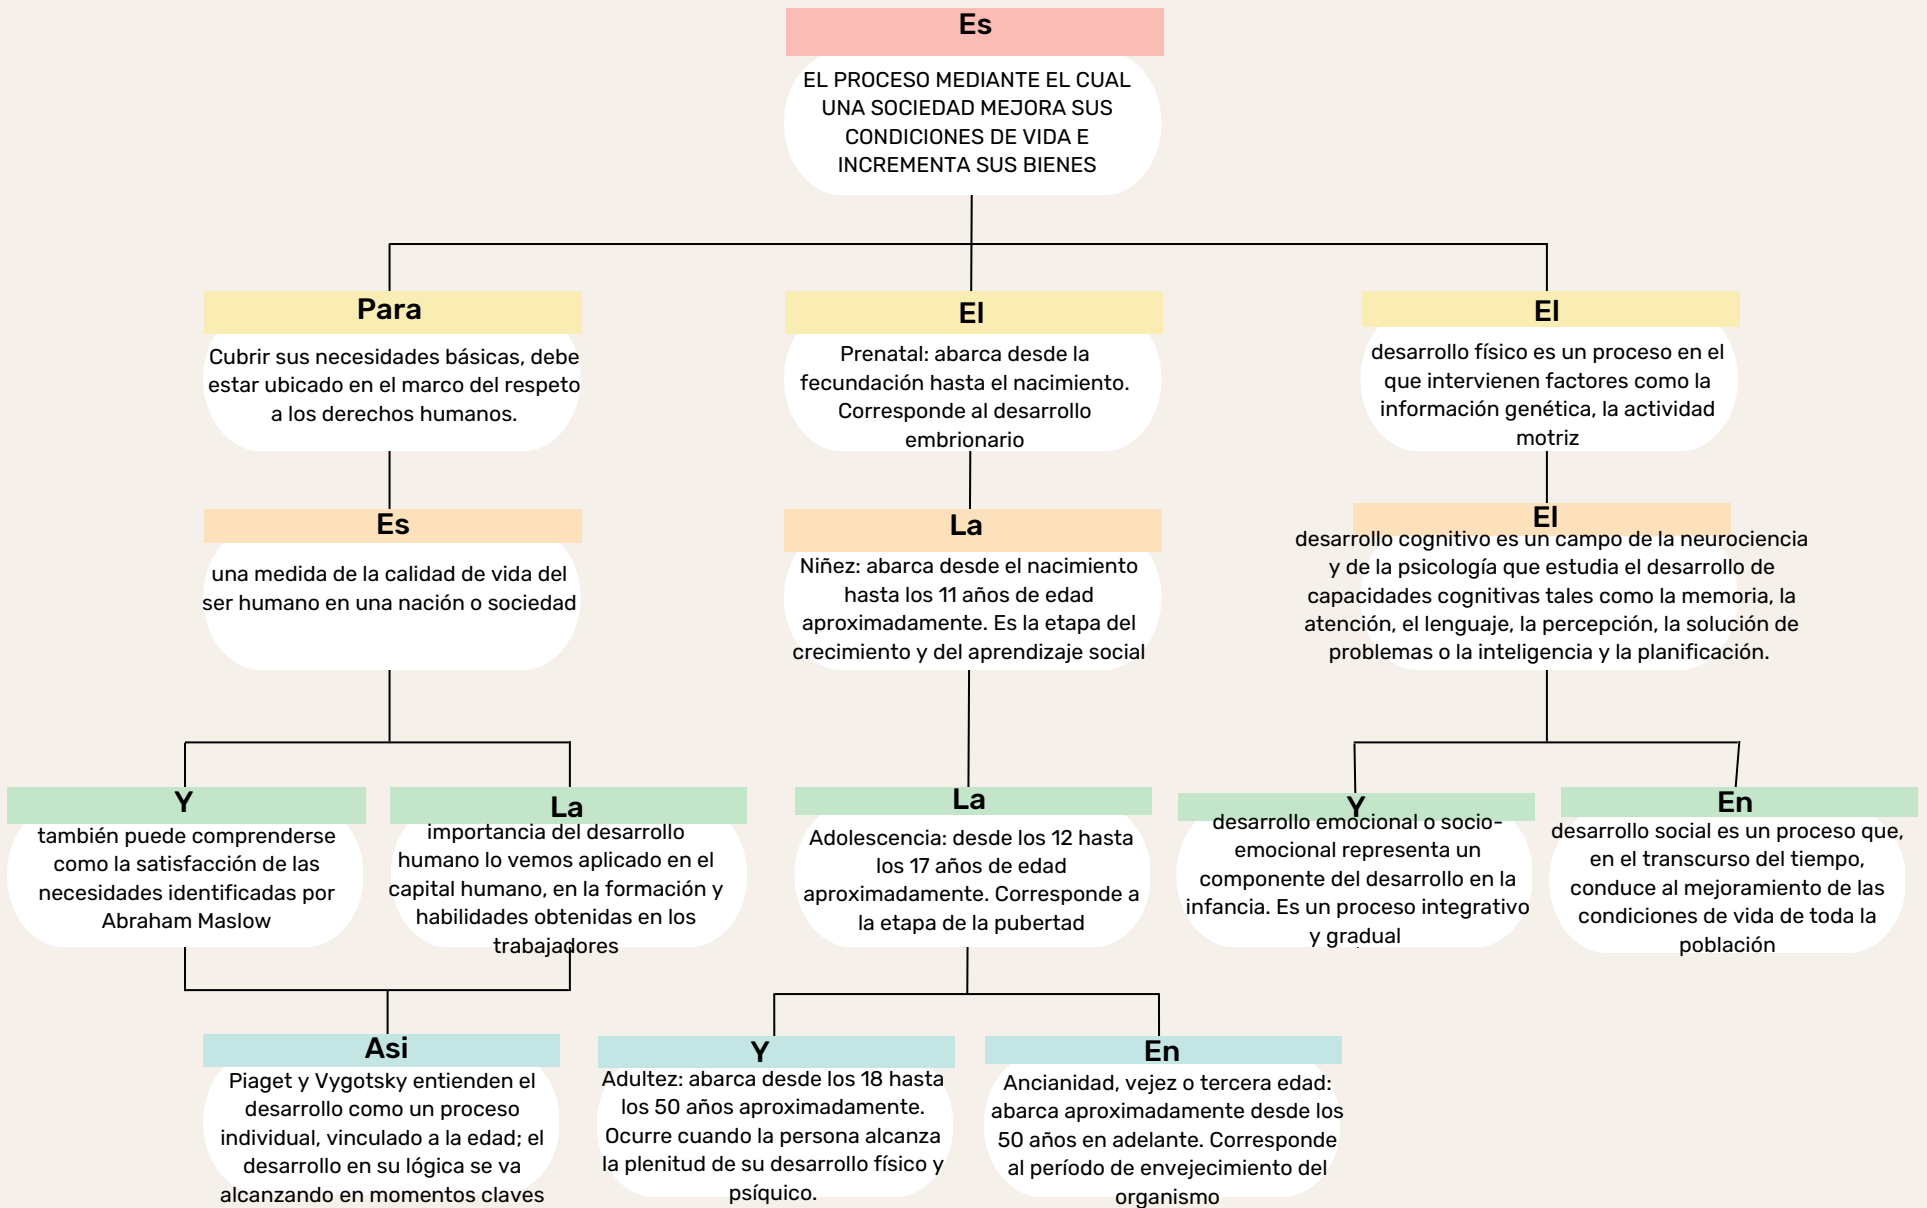 Es
EL PROCESO MEDIANTE EL CUAL
UNA SOCIEDAD MEJORA SUS
CONDICIONES DE VIDA E
INCREMENTA SUS BIENES
Para
Cubrir sus necesidades básicas, debe
estar ubicado en el marco del respeto
a los derechos humanos.
El
Prenatal: abarca desde la
fecundación hasta el nacimiento.
Corresponde al desarrollo
embrionario
El
desarrollo físico es un proceso en el
que intervienen factores como la
información genética, la actividad
motriz
Es
una medida de la calidad de vida del
ser humano en una nación o sociedad
La
Niñez: abarca desde el nacimiento
hasta los 11 años de edad
aproximadamente. Es la etapa del
crecimiento y del aprendizaje social
El
desarrollo cognitivo es un campo de la neurociencia
y de la psicología que estudia el desarrollo de
capacidades cognitivas tales como la memoria, la
atención, el lenguaje, la percepción, la solución de
problemas o la inteligencia y la planificación.
Y
también puede comprenderse
como la satisfacción de las
necesidades identificadas por
Abraham Maslow
La
importancia del desarrollo
humano lo vemos aplicado en el
capital humano, en la formación y
habilidades obtenidas en los
trabajadores
La
Adolescencia: desde los 12 hasta
los 17 años de edad
aproximadamente. Corresponde a
la etapa de la pubertad
Y
desarrollo emocional o socio-
emocional representa un
componente del desarrollo en la
infancia. Es un proceso integrativo
y gradual
En
desarrollo social es un proceso que,
en el transcurso del tiempo,
conduce al mejoramiento de las
condiciones de vida de toda la
población
Asi
Piaget y Vygotsky entienden el
desarrollo como un proceso
individual, vinculado a la edad; el
desarrollo en su lógica se va
alcanzando en momentos claves
Y
Adultez: abarca desde los 18 hasta
los 50 años aproximadamente.
Ocurre cuando la persona alcanza
la plenitud de su desarrollo físico y
psíquico.
En
Ancianidad, vejez o tercera edad:
abarca aproximadamente desde los
50 años en adelante. Corresponde
al período de envejecimiento del
organismo